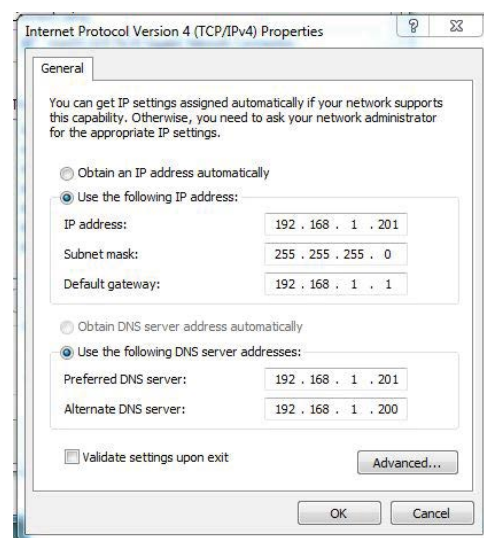 Internet Protocol Version 4 (TCP/IPv4) Properties
General
You can get IP settings assigned automatically if your network supports
this capability. Otherwise, you need to ask your network administrator
for the appropriate IP settings.
Obtain an IP address automatically
Use the following IP address:
IP address: 192 . 168 . 1 . 201
Subnet mask: 255 . 255 . 255 . 0
Default gateway: 192 . 168 . 1 . 1
Obtain DNS server address automatically
Use the following DNS server addresses:
Preferred DNS server: 192 . 168 . 1 . 201
Alternate DNS server: 192 . 168 . 1 . 200
Validate settings upon exit
Advanced...
OK Cancel